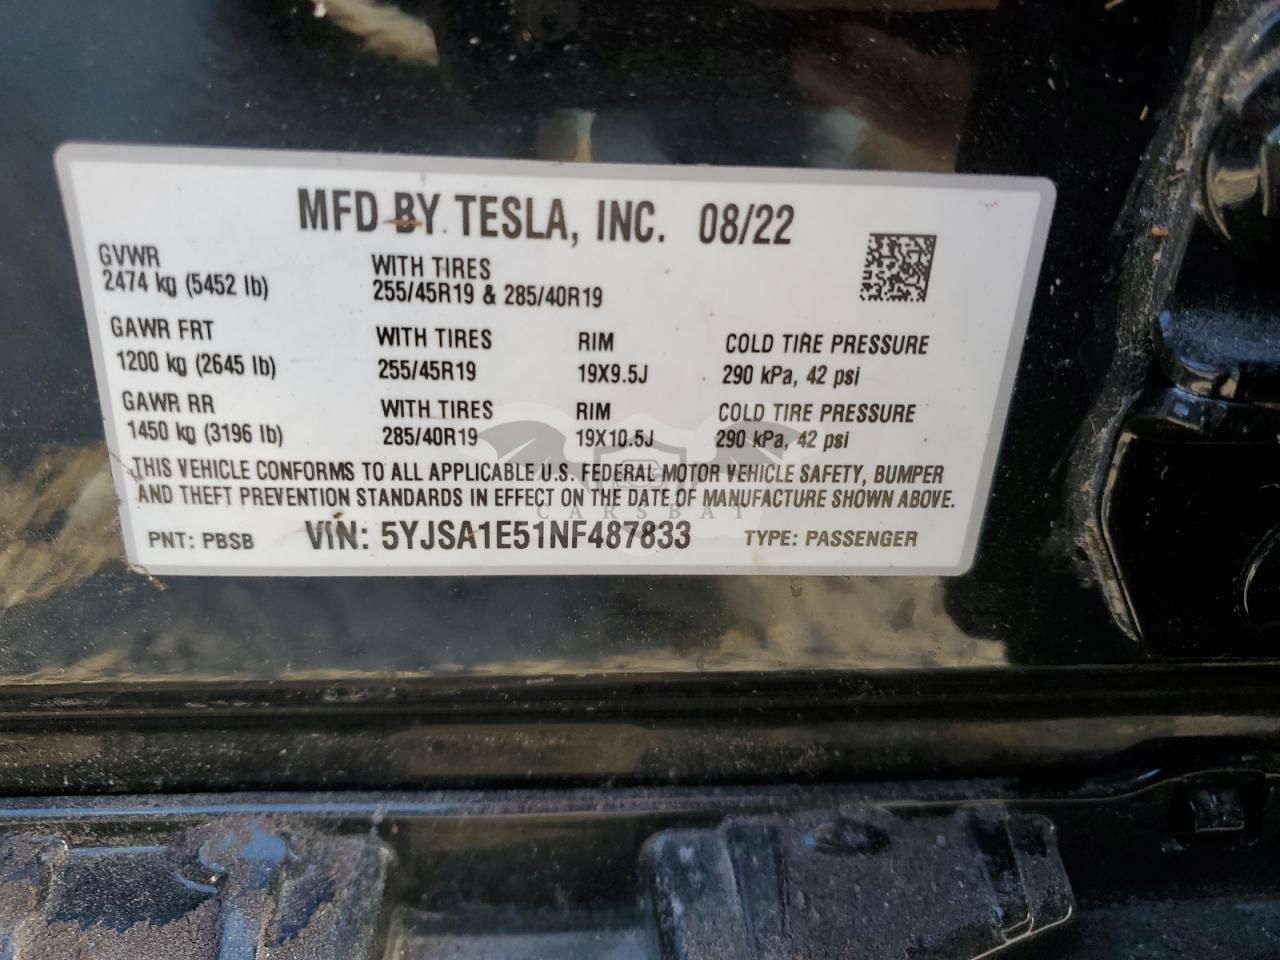 MFD BY TESLA, INC. 08/22
GVWR
2474 kg (5452 lb)
WITH TIRES
255/45R19 & 285/40R19
GAWR FRT WITH TIRES RIM COLD TIRE PRESSURE
1200 kg (2645 lb) 255/45R19 19X9.5J 290 kPa, 42 psi
GAWR RR WITH TIRES RIM COLD TIRE PRESSURE
1450 kg (3196 lb) 285/40R19 19X10.5J 290 kPa, 42 psi
THIS VEHICLE CONFORMS TO ALL APPLICABLE U.S. FEDERAL MOTOR VEHICLE SAFETY, BUMPER
AND THEFT PREVENTION STANDARDS IN EFFECT ON THE DATE OF MANUFACTURE SHOWN ABOVE.
CARSBAT
PNT: PBSB VIN: 5YJSA1E51NF487833 TYPE: PASSENGER